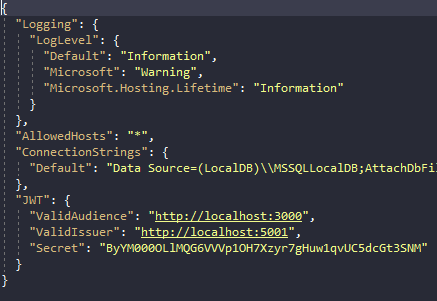 {
"Logging": {
"LogLevel": {
"Default": "Information",
"Microsoft": "Warning",
"Microsoft.Hosting.Lifetime": "Information"
}
},
"AllowedHosts": "*",
"ConnectionStrings": {
"Default": "Data Source=(LocalDB)\\MSSQLLocalDB;AttachDbFil
},
"JWT": {
"ValidAudience": "http://localhost:3000",
"ValidIssuer": "http://localhost:5001",
"Secret": "ByYM000OLlMQG6VVVp1OH7Xzyr7gHuw1qvUC5dcGt3SNM"
}
}